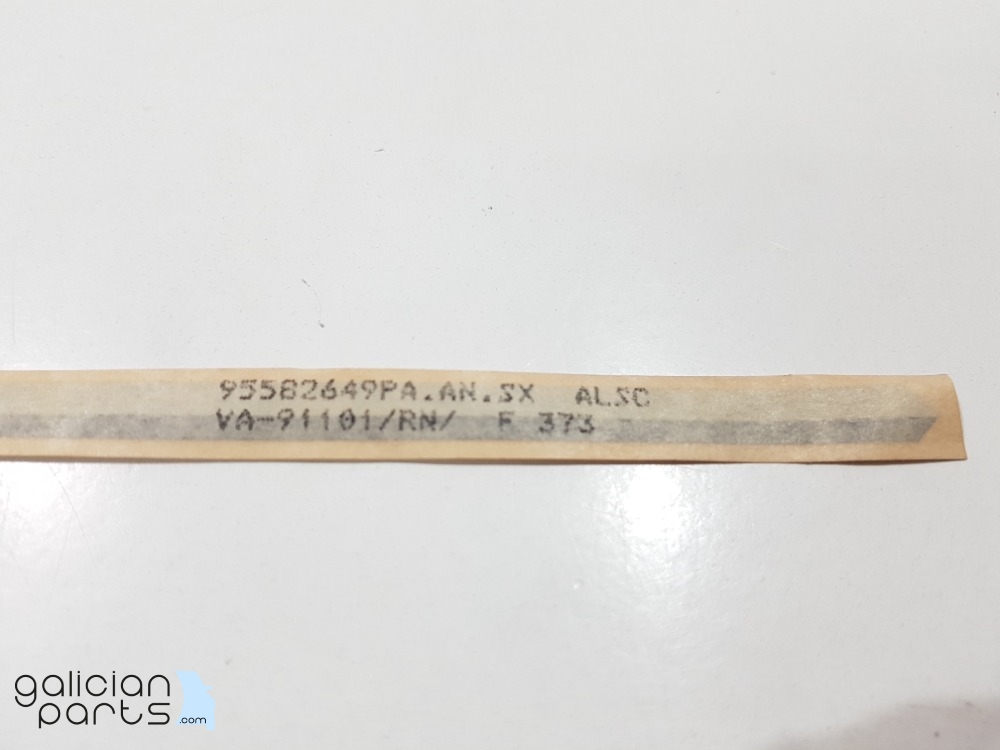 95582649PA.AN.SX ALSC
VA-91101/RN/ F 373
galician
parts.com